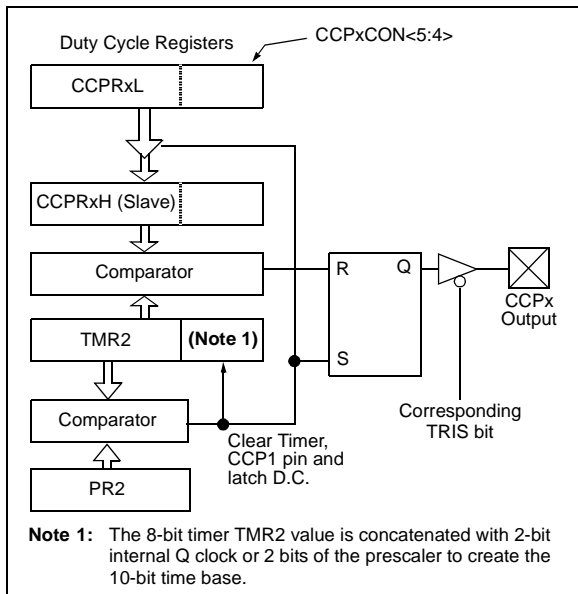 Duty Cycle Registers
CCPxCON<5:4>
CCPRxL
CCPRxH (Slave)
Comparator
R
Q
CCPx
Output
TMR2
(Note 1)
S
Comparator
Corresponding
TRIS bit
Clear Timer,
CCP1 pin and
latch D.C.
PR2
Note 1: The 8-bit timer TMR2 value is concatenated with 2-bit
internal Q clock or 2 bits of the prescaler to create the
10-bit time base.